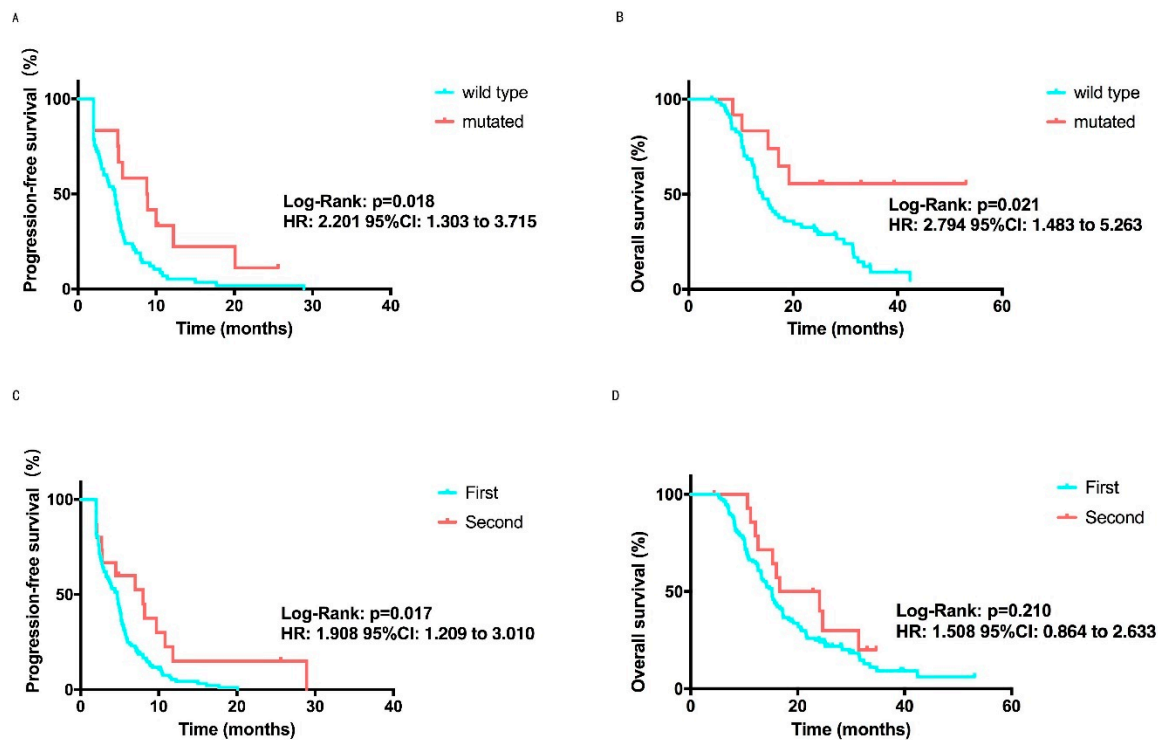 A
Progression-free survival (%)
100
50
0
0 10 20 30 40
Time (months)
wild type
mutated
Log-Rank: p=0.018
HR: 2.201 95%CI: 1.303 to 3.715
B
Overall survival (%)
100
50
0
0 20 40 60
Time (months)
wild type
mutated
Log-Rank: p=0.021
HR: 2.794 95%CI: 1.483 to 5.263
C
Progression-free survival (%)
100
50
0
0 10 20 30 40
Time (months)
First
Second
Log-Rank: p=0.017
HR: 1.908 95%CI: 1.209 to 3.010
D
Overall survival (%)
100
50
0
0 20 40 60
Time (months)
First
Second
Log-Rank: p=0.210
HR: 1.508 95%CI: 0.864 to 2.633